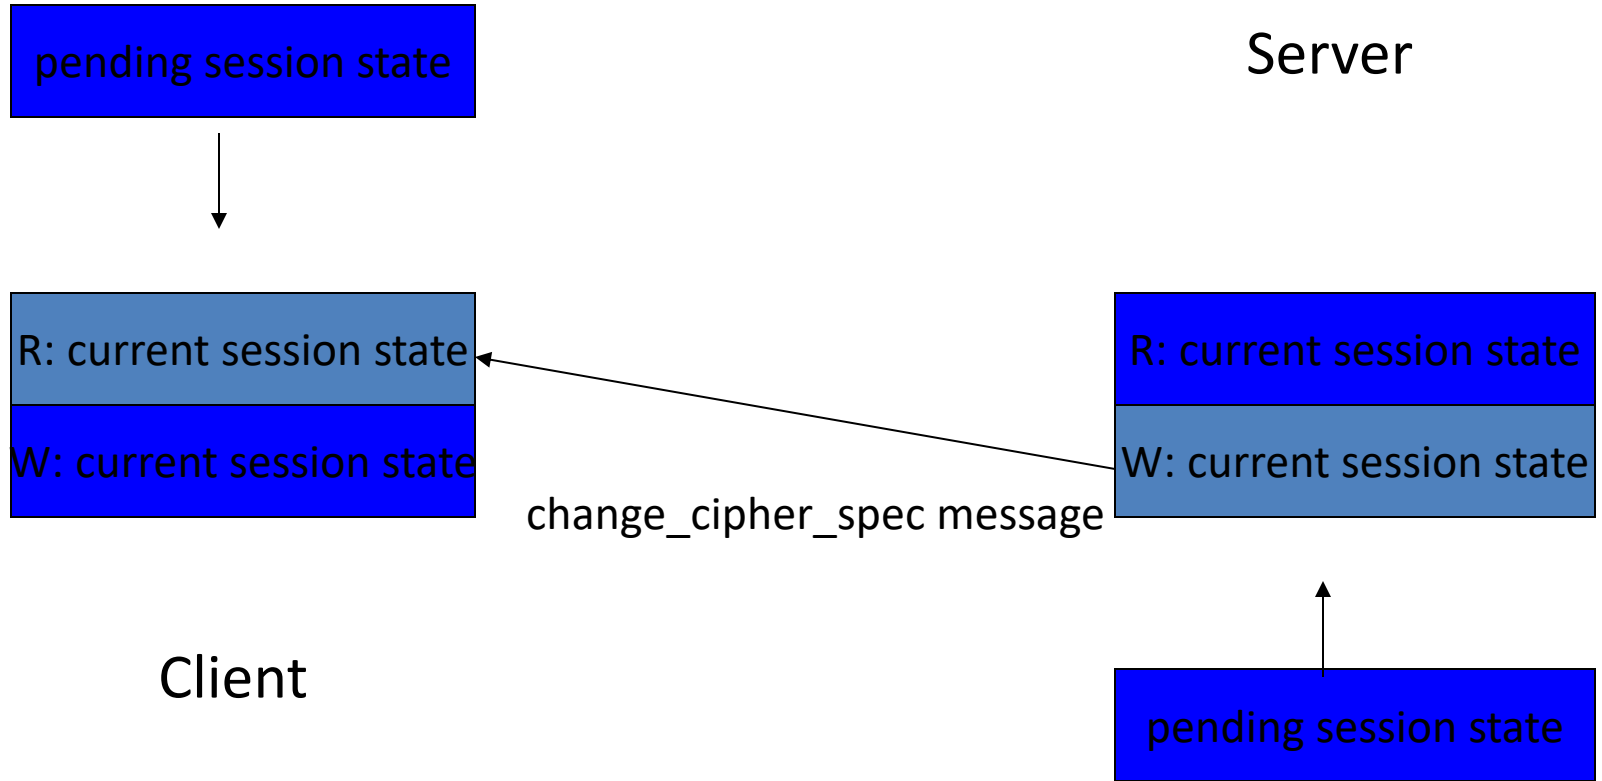 pending session state
Server
R: current session state
W: current session state
R: current session state
W: current session state
change_cipher_spec message
Client
pending session state